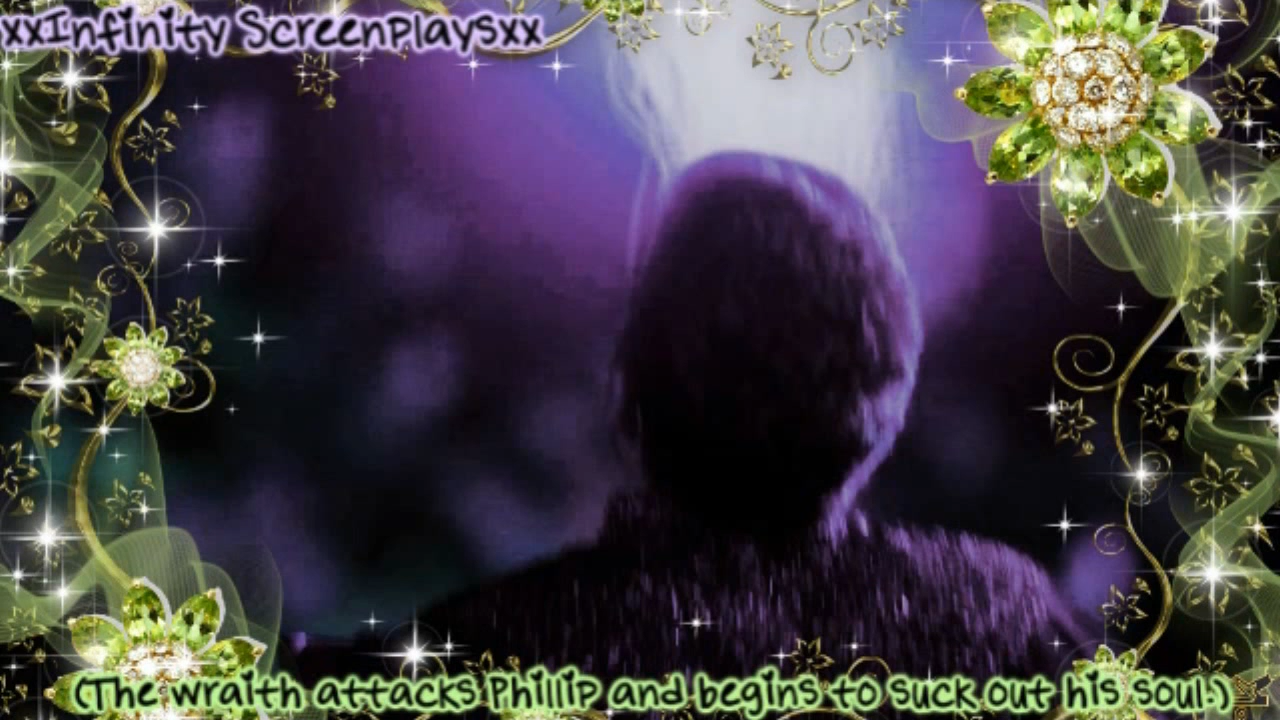 xxInfinity Screenplaysxx
(The wraith attacks Phillip and begins to suck out his soul.)